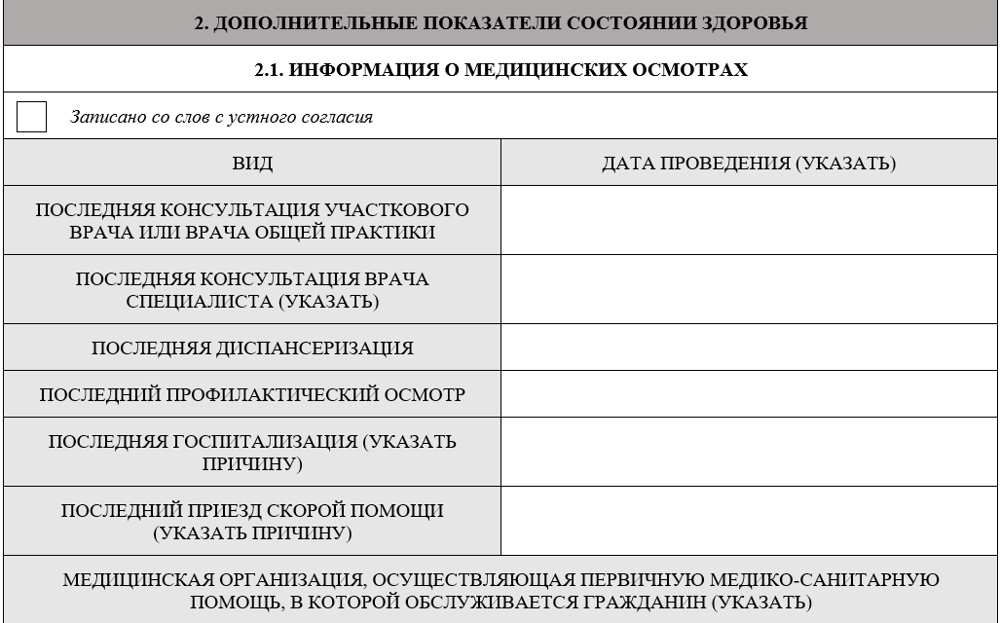 2. ДОПОЛНИТЕЛЬНЫЕ ПОКАЗАТЕЛИ СОСТОЯНИИ ЗДОРОВЬЯ
2.1. ИНФОРМАЦИЯ О МЕДИЦИНСКИХ ОСМОТРАХ
Записано со слов с устного согласия
ВИД
ДАТА ПРОВЕДЕНИЯ (УКАЗАТЬ)
ПОСЛЕДНЯЯ КОНСУЛЬТАЦИЯ УЧАСТКОВОГО
ВРАЧА ИЛИ ВРАЧА ОБЩЕЙ ПРАКТИКИ
ПОСЛЕДНЯЯ КОНСУЛЬТАЦИЯ ВРАЧА
СПЕЦИАЛИСТА (УКАЗАТЬ)
ПОСЛЕДНЯЯ ДИСПАНСЕРИЗАЦИЯ
ПОСЛЕДНИЙ ПРОФИЛАКТИЧЕСКИЙ ОСМОТР
ПОСЛЕДНЯЯ ГОСПИТАЛИЗАЦИЯ (УКАЗАТЬ
ПРИЧИНУ)
ПОСЛЕДНИЙ ПРИЕЗД СКОРОЙ ПОМОЩИ
(УКАЗАТЬ ПРИЧИНУ)
МЕДИЦИНСКАЯ ОРГАНИЗАЦИЯ, ОСУЩЕСТВЛЯЮЩАЯ ПЕРВИЧНУЮ МЕДИКО-САНИТАРНУЮ
ПОМОЩЬ, В КОТОРОЙ ОБСЛУЖИВАЕТСЯ ГРАЖДАНИН (УКАЗАТЬ)